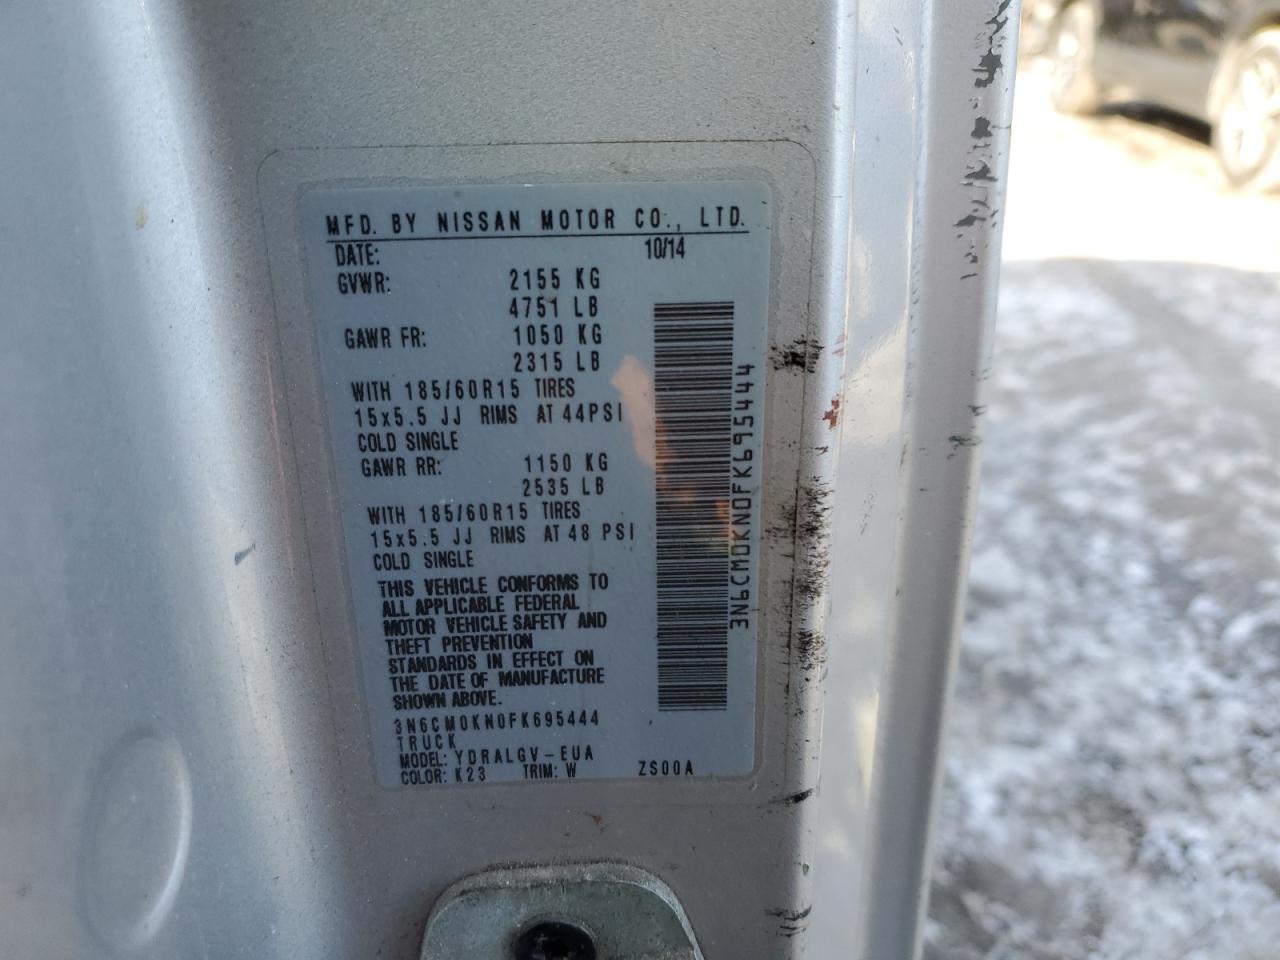 MFD. BY NISSAN MOTOR CO., LTD.
DATE: 10/14
GVWR: 2155 KG
4751 LB
GAWR FR: 1050 KG
2315 LB
WITH 185/60R15 TIRES
15x5.5 JJ RIMS AT 44PSI
COLD SINGLE
GAWR RR: 1150 KG
2535 LB
WITH 185/60R15 TIRES
15x5.5 JJ RIMS AT 48 PSI
COLD SINGLE
THIS VEHICLE CONFORMS TO
ALL APPLICABLE FEDERAL
MOTOR VEHICLE SAFETY AND
THEFT PREVENTION
STANDARDS IN EFFECT ON
THE DATE OF MANUFACTURE
SHOWN ABOVE.
3N6CM0KN0FK695444
TRUCK
MODEL: YDRALGV-EUA
COLOR: K23 TRIM: W ZS00A
3N6CM0KN0FK695444